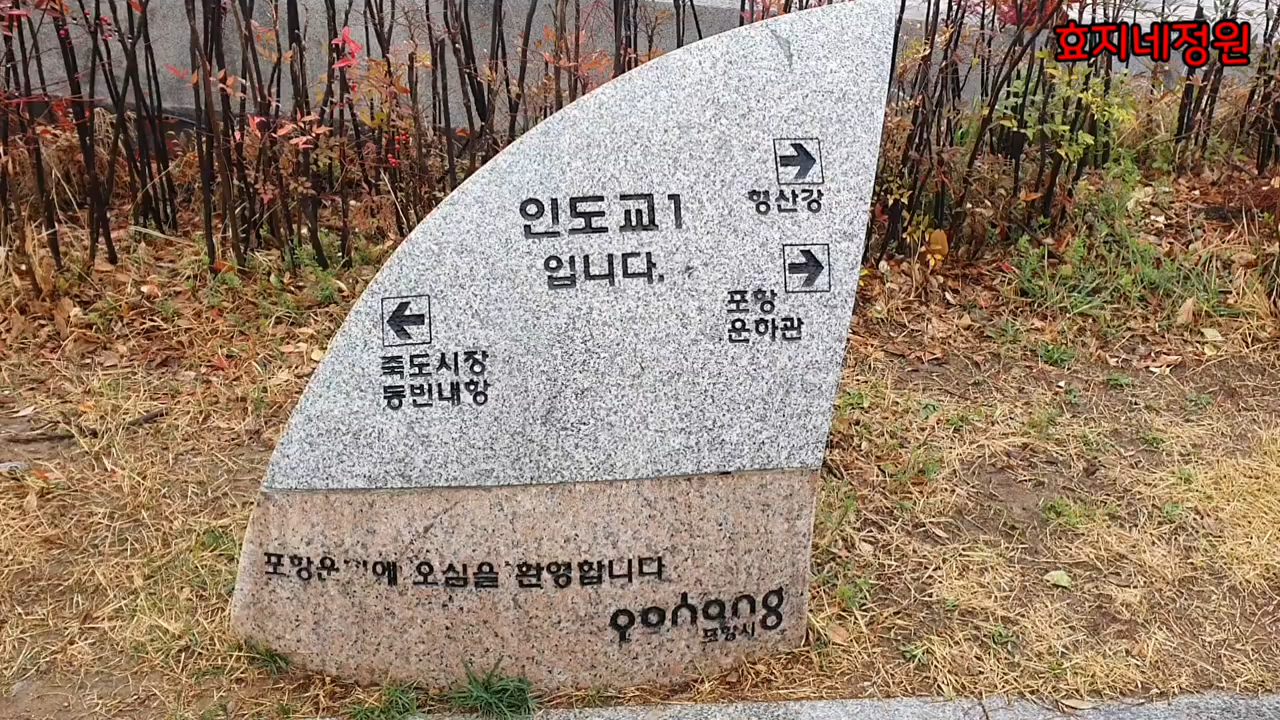 효지네정원
형산강
인도교1
입니다.
포항
운하관
죽도시장
동빈내항
오심을 환영합니다
pohang
포항시